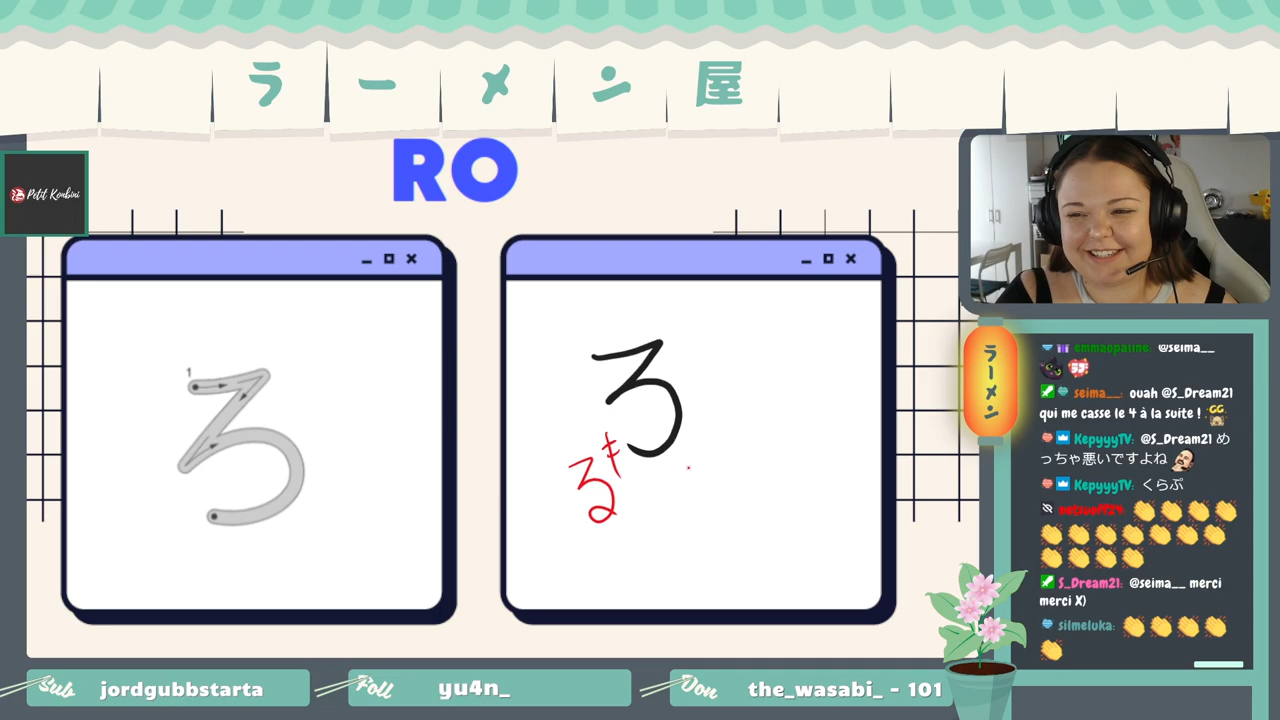 ラーメン屋
RO
Petit Konbini
1
ろ
ろ
る
ラーメン
emmappatine: @seima__
seima__: ouah @S_Dream21
qui me casse le 4 à la suite !
GG
KepyyyTV: @S_Dream21 め
っちゃ悪いですよね
KepyyyTV: くらぷ
S_Dream21: @seima__ merci
merci X)
silmeluka:
Sub jordgubbstarta
Foll yu4n_
Don the_wasabi_ - 101